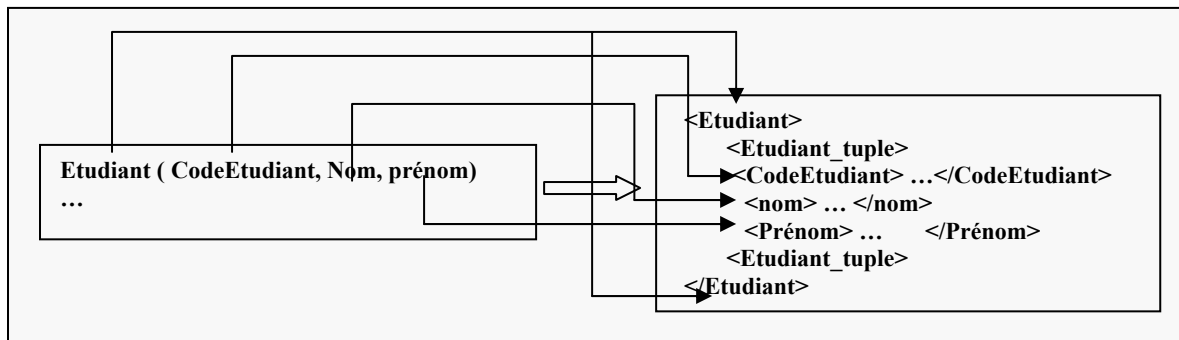 Etudiant ( CodeEtudiant, Nom, prénom)
…
<Etudiant>
<Etudiant_tuple>
<CodeEtudiant> …</CodeEtudiant>
<nom> … </nom>
<Prénom> … </Prénom>
<Etudiant_tuple>
</Etudiant>